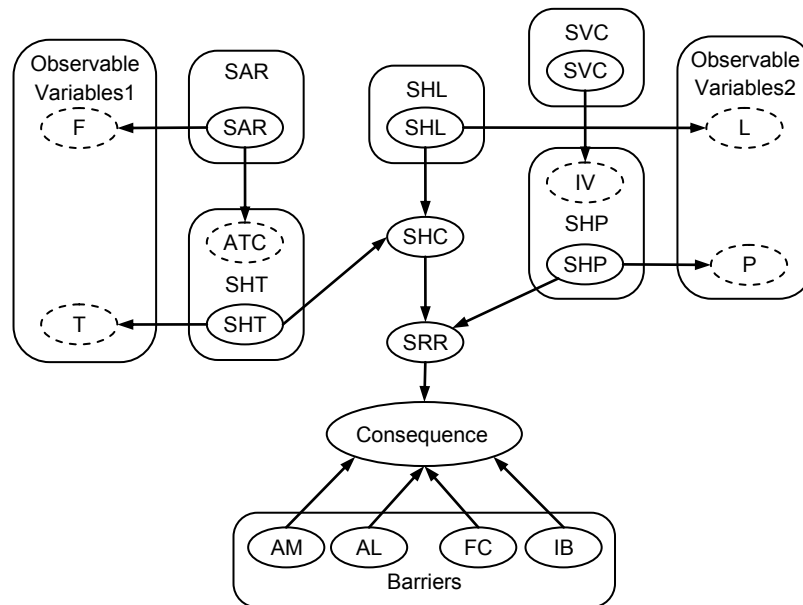 Observable
Variables1
F
T
SAR
SAR
ATC
SHT
SHT
SHL
SHL
SHC
SRR
SVC
SVC
IV
SHP
SHP
Observable
Variables2
L
P
Consequence
AM
AL
FC
IB
Barriers